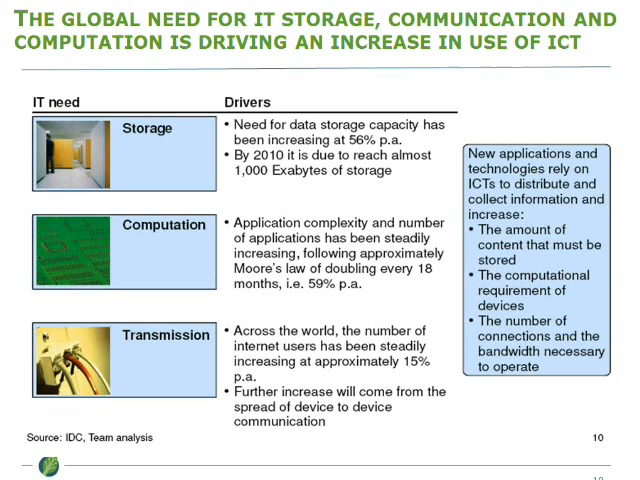 THE GLOBAL NEED FOR IT STORAGE, COMMUNICATION AND
COMPUTATION IS DRIVING AN INCREASE IN USE OF ICT
IT need
Drivers
Storage
• Need for data storage capacity has
been increasing at 56% p.a.
• By 2010 it is due to reach almost
1,000 Exabytes of storage
Computation
• Application complexity and number
of applications has been steadily
increasing, following approximately
Moore's law of doubling every 18
months, i.e. 59% p.a.
Transmission
• Across the world, the number of
internet users has been steadily
increasing at approximately 15%
p.a.
• Further increase will come from the
spread of device to device
communication
New applications and
technologies rely on
ICTs to distribute and
collect information and
increase:
• The amount of
content that must be
stored
• The computational
requirement of
devices
• The number of
connections and the
bandwidth necessary
to operate
Source: IDC, Team analysis
10